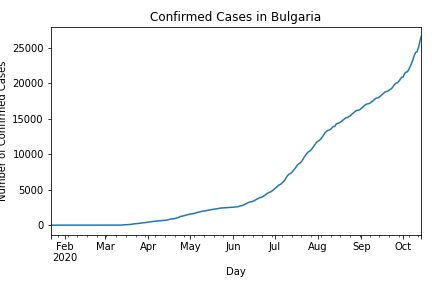 Confirmed Cases in Bulgaria
Number of Confirmed Cases
25000
20000
15000
10000
5000
0
Feb Mar Apr May Jun Jul Aug Sep Oct
2020
Day